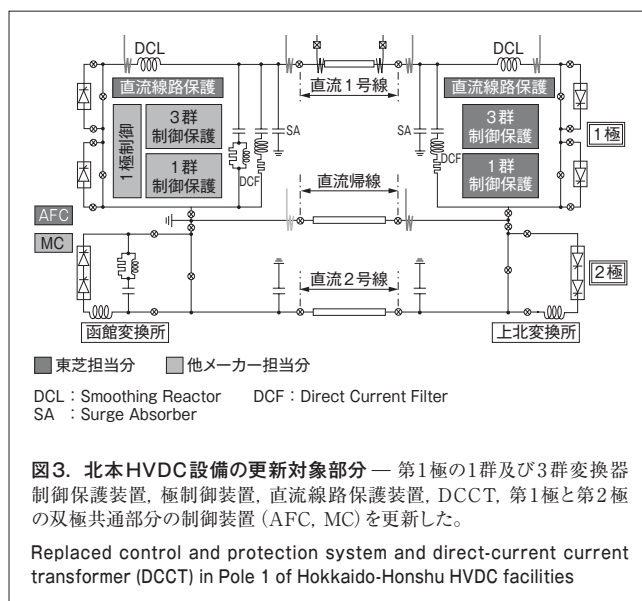 DCL
DCL
直流線路保護
直流1号線
直流線路保護
1極制御
3群
制御保護
1群
制御保護
SA
DCF
SA
DCF
3群
制御保護
1群
制御保護
1極
直流帰線
AFC
MC
直流2号線
2極
函館変換所
上北変換所
東芝担当分 他メーカー担当分
DCL：Smoothing Reactor DCF：Direct Current Filter
SA：Surge Absorber
図3. 北本HVDC設備の更新対象部分 — 第1極の1群及び3群変換器
制御保護装置，極制御装置，直流線路保護装置，DCCT，第1極と第2極
の双極共通部分の制御装置（AFC，MC）を更新した。
Replaced control and protection system and direct-current current
transformer (DCCT) in Pole 1 of Hokkaido-Honshu HVDC facilities